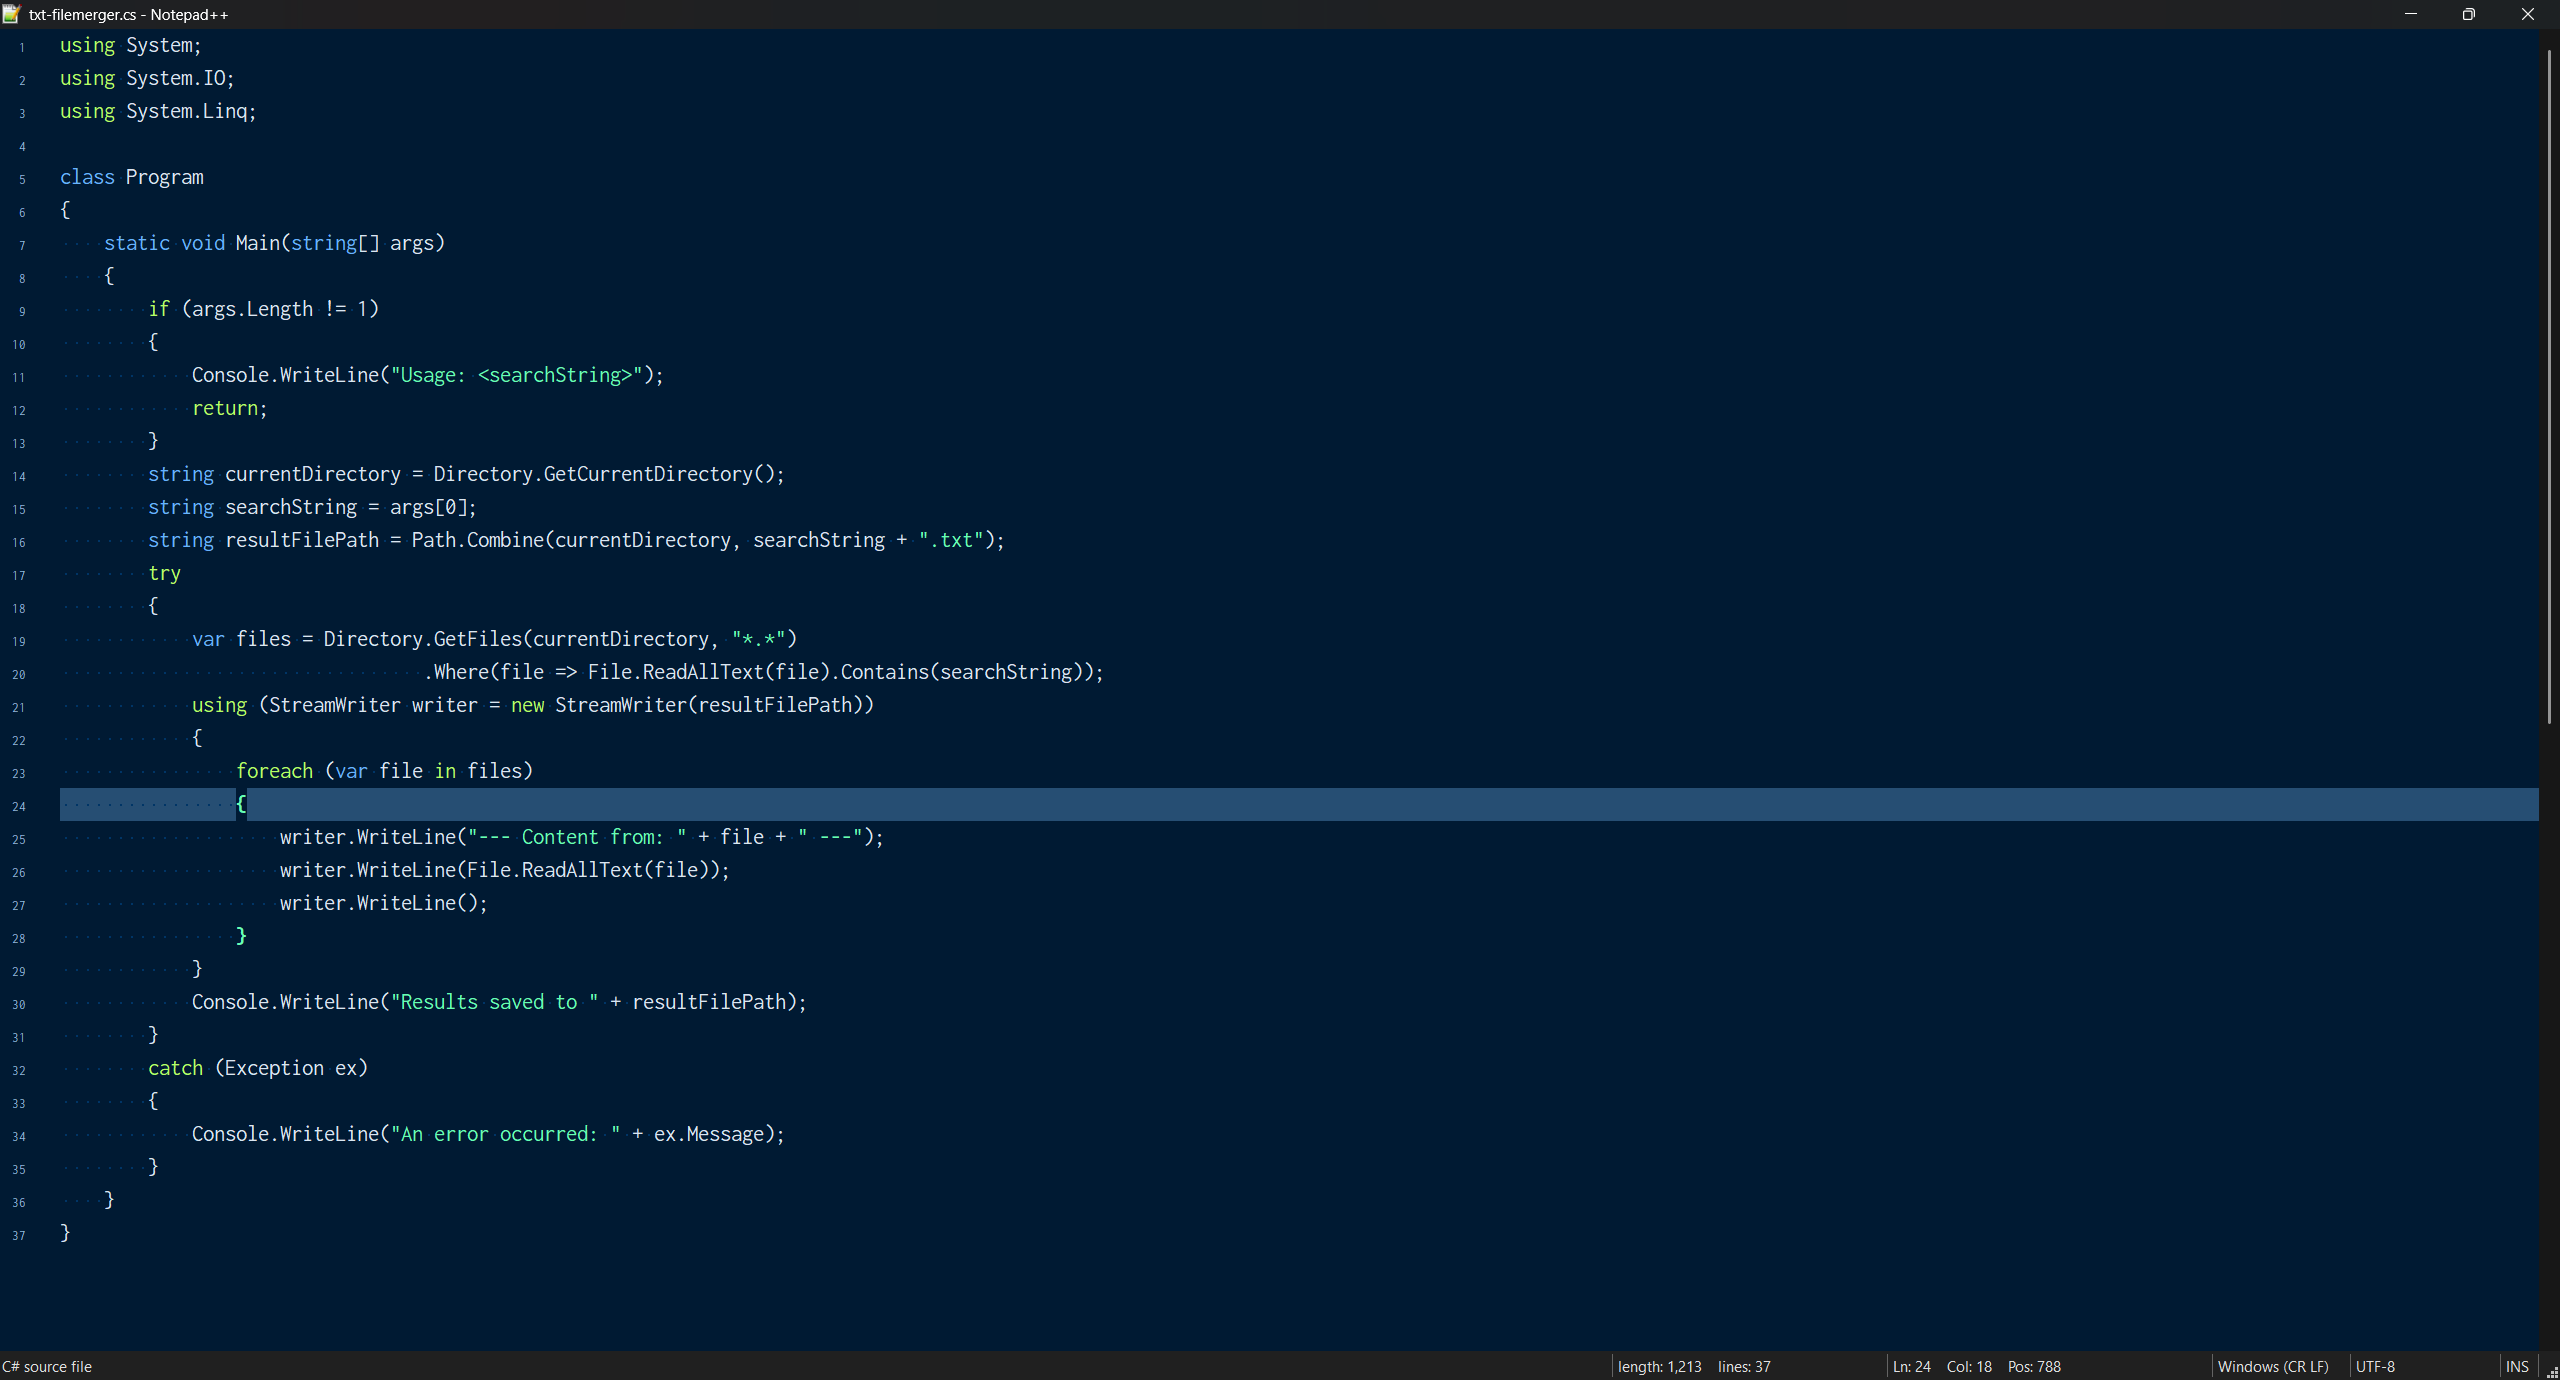 txt-filemerger.cs - Notepad++
1 using System;
2 using System.IO;
3 using System.Linq;
4
5 class Program
6 {
7     static void Main(string[] args)
8     {
9         if (args.Length != 1)
10         {
11             Console.WriteLine("Usage: <searchString>");
12             return;
13         }
14         string currentDirectory = Directory.GetCurrentDirectory();
15         string searchString = args[0];
16         string resultFilePath = Path.Combine(currentDirectory, searchString + ".txt");
17         try
18         {
19             var files = Directory.GetFiles(currentDirectory, "*.*")
20                                  .Where(file => File.ReadAllText(file).Contains(searchString));
21             using (StreamWriter writer = new StreamWriter(resultFilePath))
22             {
23                 foreach (var file in files)
24                 {
25                     writer.WriteLine("--- Content from: " + file + " ---");
26                     writer.WriteLine(File.ReadAllText(file));
27                     writer.WriteLine();
28                 }
29             }
30             Console.WriteLine("Results saved to " + resultFilePath);
31         }
32         catch (Exception ex)
33         {
34             Console.WriteLine("An error occurred: " + ex.Message);
35         }
36     }
37 }
C# source file length: 1,213 lines: 37 Ln: 24 Col: 18 Pos: 788 Windows (CR LF) UTF-8 INS